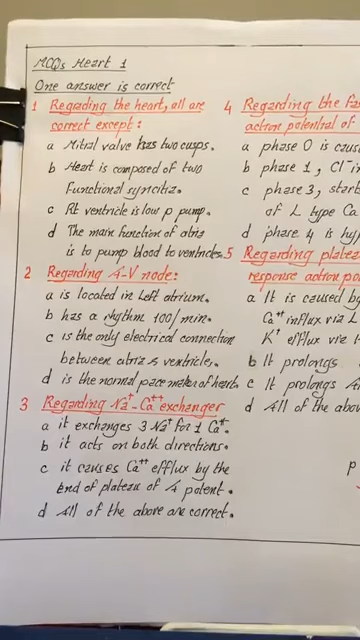 MCQs Heart 1
One answer is correct
1 Regarding the heart, all are
correct except:
a Mitral valve has two cusps.
b Heart is composed of two
Functional syncitia.
c Rt ventricle is low p pump.
d The main function of atria
is to pump blood to ventricles.
2 Regarding A-V node:
a is located in Left atrium.
b has a rhythm 100/min.
c is the only electrical connection
between atria & ventricles.
d is the normal pacemaker of heart.
3 Regarding Na+-Ca++ exchanger
a it exchanges 3 Na+ for 1 Ca++.
b it acts on both directions.
c it causes Ca++ efflux by the
End of plateau of A potent.
d All of the above are correct.
4 Regarding the
action potential of
a phase 0 is
b phase 1, Cl-
c phase 3,
of L type Ca
d phase 4 is
5 Regarding
response action
a It is caused
Ca++ influx via
K+ efflux via
b It prolongs
c It prolongs
d All of the
p